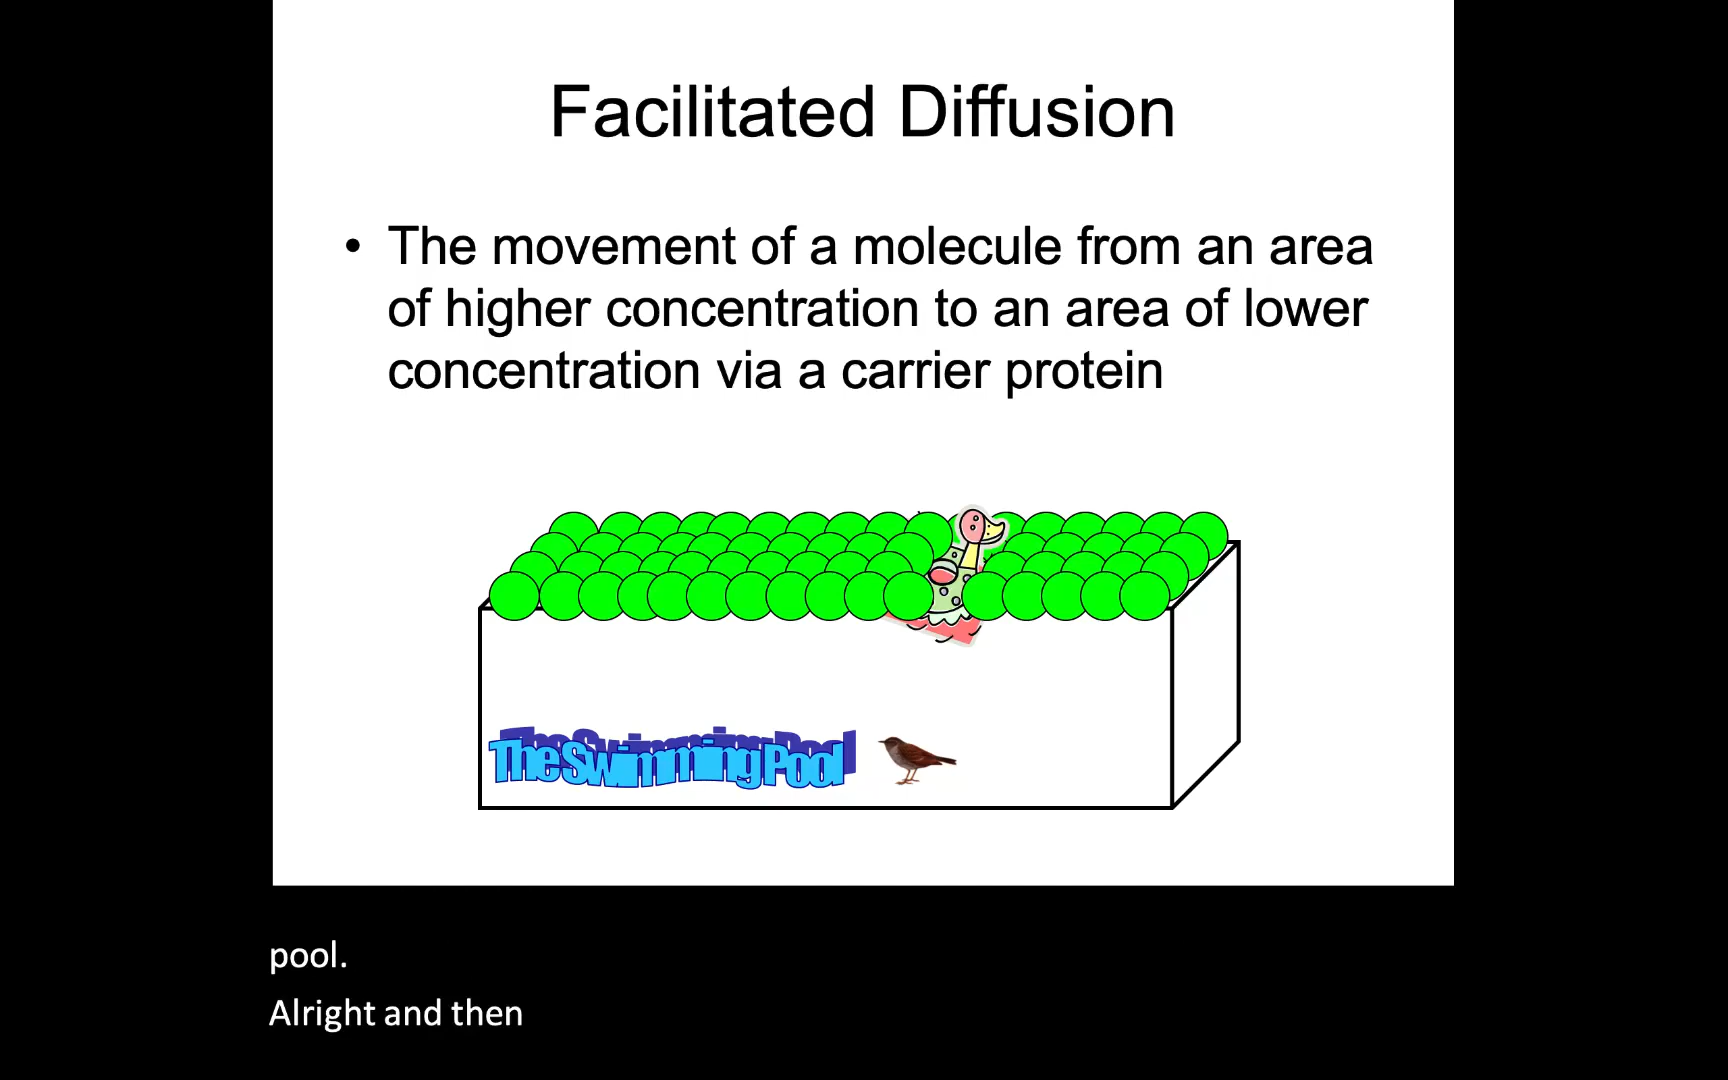 Facilitated Diffusion
• The movement of a molecule from an area
of higher concentration to an area of lower
concentration via a carrier protein
The Swimming Pool
pool.
Alright and then